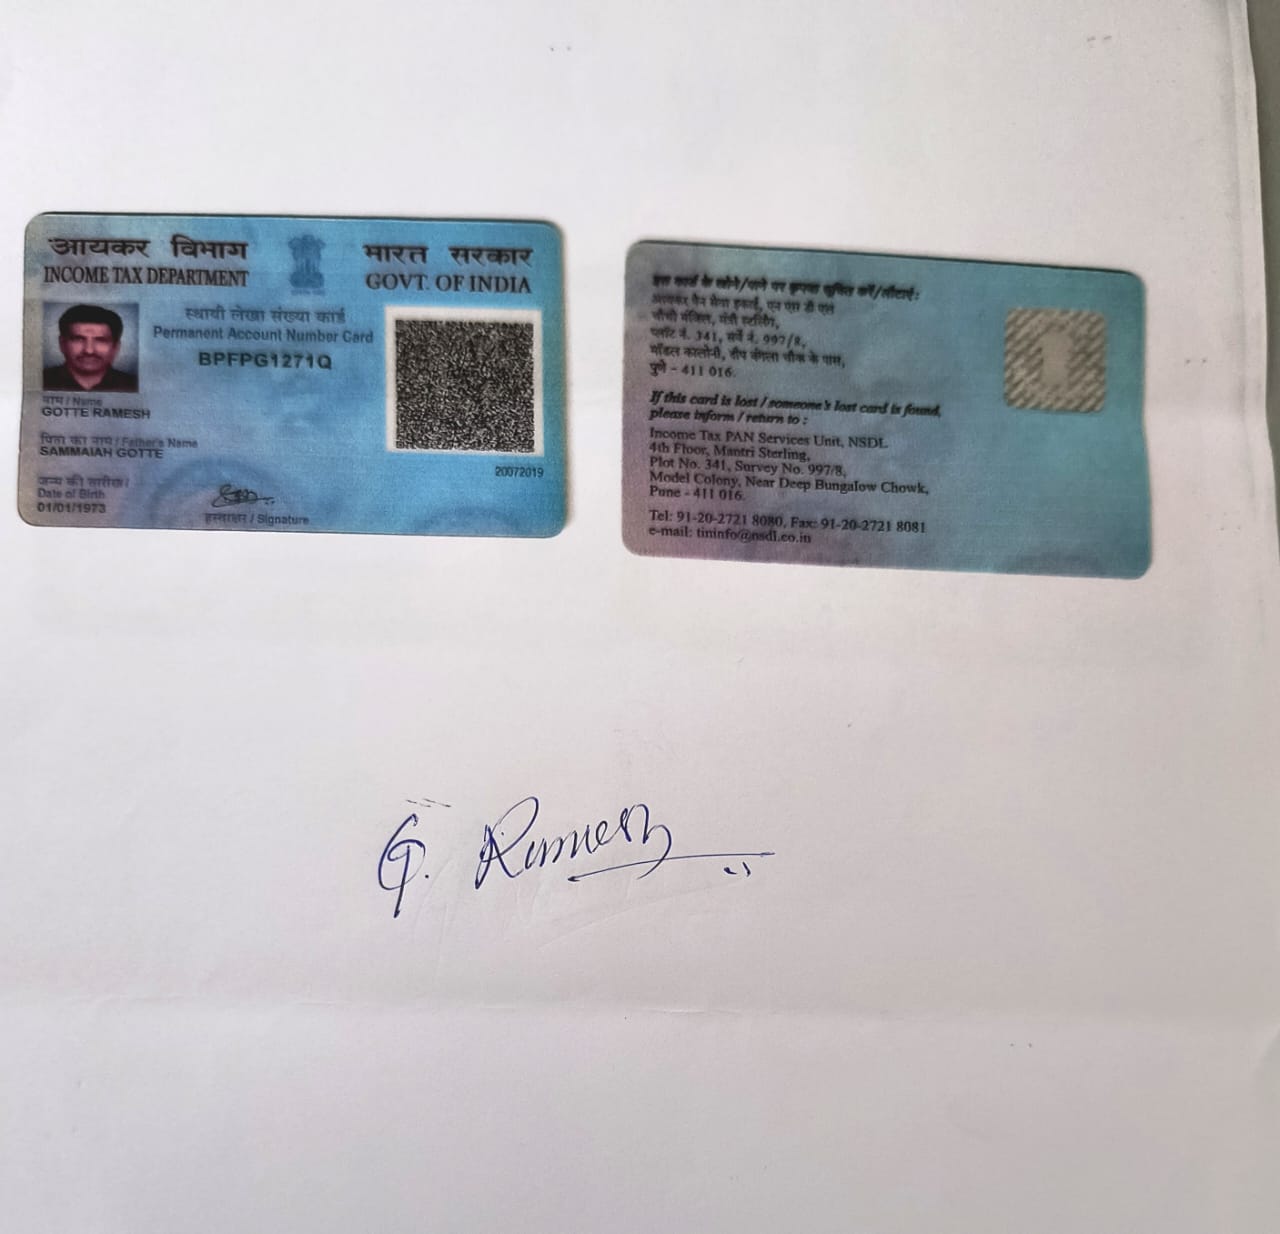 आयकर विभाग
INCOME TAX DEPARTMENT
भारत सरकार
GOVT. OF INDIA
स्थायी लेखा संख्या कार्ड
Permanent Account Number Card
BPFPG1271Q
नाम / Name
GOTTE RAMESH
पिता का नाम / Father's Name
SAMMAIAH GOTTE
जन्म की तारीख /
Date of Birth
01/01/1973
हस्ताक्षर / Signature
20072019
इस कार्ड के खोने/पाने पर कृपया सूचित करें/लौटाएं:
आयकर पैन सेवा इकाई, एन एस डी एल
चौथी मंजिल, मंत्री स्टर्लिंग,
प्लॉट नं. 341, सर्वे नं. 997/8,
मॉडल कालोनी, दीप बंगला चौक के पास,
पुणे - 411 016.
If this card is lost / someone's lost card is found,
please inform / return to :
Income Tax PAN Services Unit, NSDL
4th Floor, Mantri Sterling,
Plot No. 341, Survey No. 997/8,
Model Colony, Near Deep Bungalow Chowk,
Pune - 411 016.
Tel: 91-20-2721 8080, Fax: 91-20-2721 8081
e-mail: tininfo@nsdl.co.in
G. Ramesh